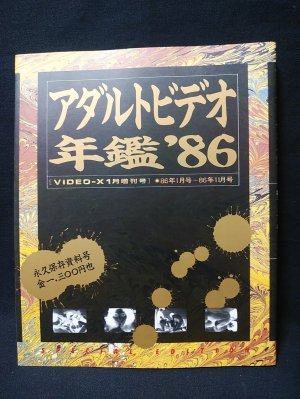 アダルトビデオ
年鑑'86
[VIDEO-X1月増刊号] ●86年1月号−86年11月号
永久保存資料号
金一、三〇〇円也